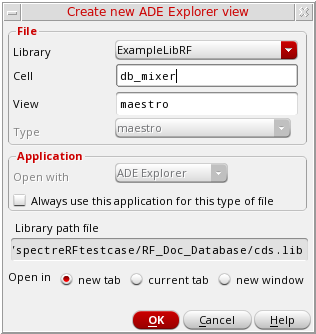 Create new ADE Explorer view
File
Library ExampleLibRF
Cell db_mixer
View maestro
Type maestro
Application
Open with ADE Explorer
Always use this application for this type of file
Library path file
/spectreRFtestcase/RF_Doc_Database/cds.lib
Open in new tab current tab new window
OK Cancel Help